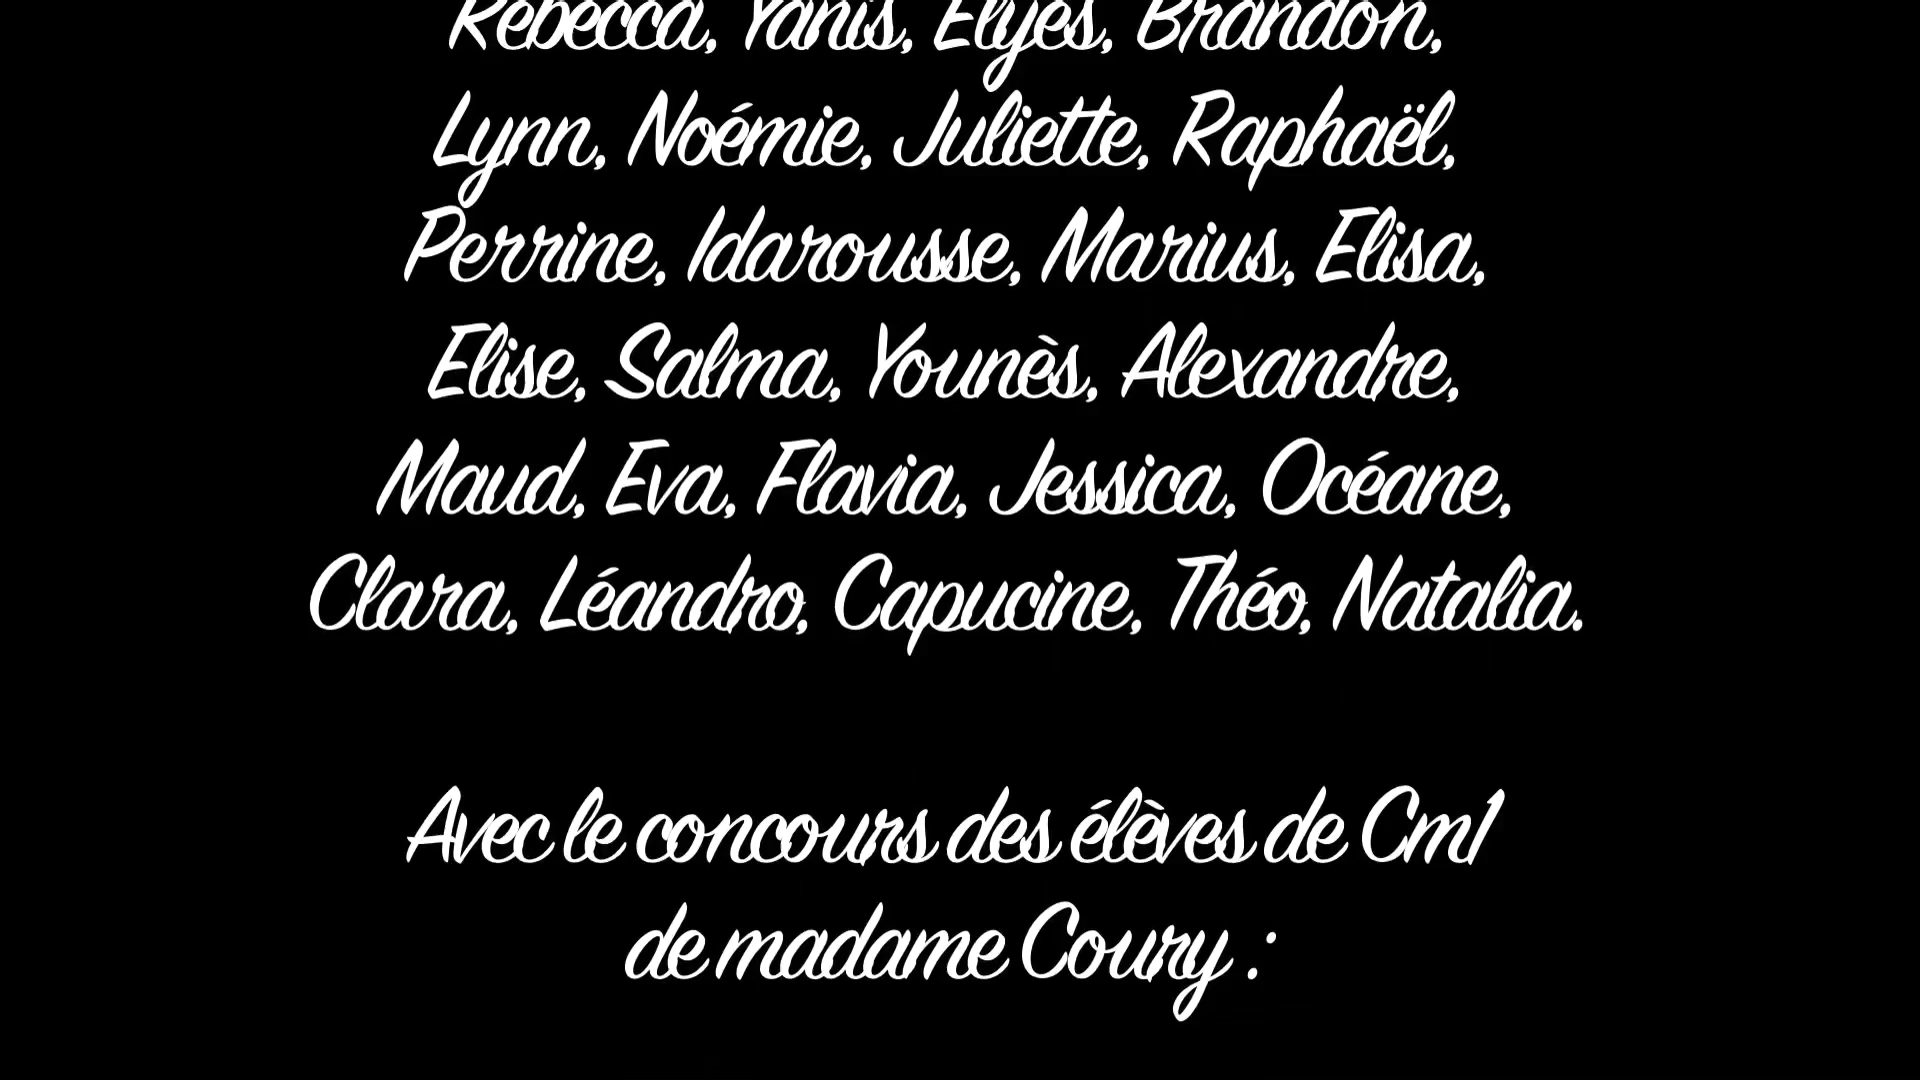 Rébecca, Yanis, Elyes, Brandon,
Lynn, Noémie, Juliette, Raphaël,
Perrine, Idarousse, Marius, Elisa,
Elise, Salma, Younès, Alexandre,
Maud, Eva, Flavia, Jessica, Océane,
Clara, Léandro, Capucine, Théo, Natalia.
Avec le concours des élèves de Cm1
de madame Coury :